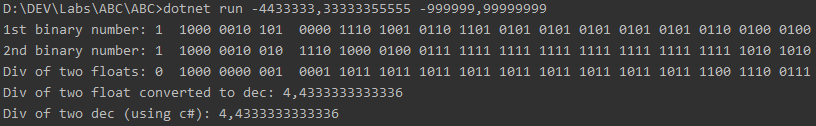 D:\DEV\Labs\ABC\ABC>dotnet run -4433333,33333355555 -999999,99999999
1st binary number: 1  1000 0010 101  0000 1110 1001 0110 1101 0101 0101 0101 0101 0101 0110 0100 0100
2nd binary number: 1  1000 0010 010  1110 1000 0100 0111 1111 1111 1111 1111 1111 1111 1111 1010 1010
Div of two floats: 0  1000 0000 001  0001 1011 1011 1011 1011 1011 1011 1011 1011 1011 1100 1110 0111
Div of two float converted to dec: 4,4333333333336
Div of two dec (using c#): 4,4333333333336